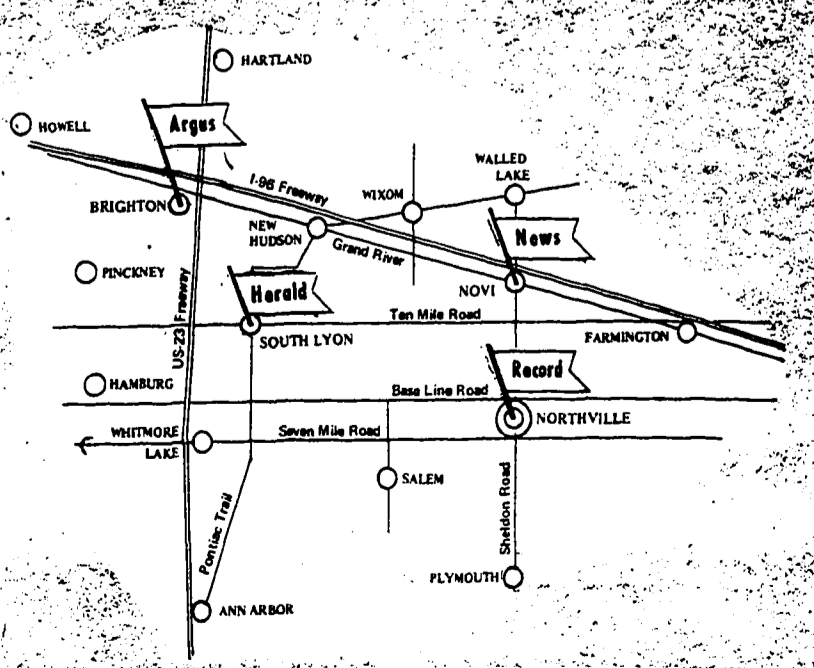 HARTLAND
HOWELL
Argus
I-96 Freeway
WALLED
LAKE
WIXOM
BRIGHTON
NEW
HUDSON
Grand River
News
PINCKNEY
Herald
NOVI
US-23 Freeway
Ten Mile Road
SOUTH LYON
FARMINGTON
Record
HAMBURG
Base Line Road
NORTHVILLE
WHITMORE
LAKE
Seven Mile Road
SALEM
Sheldon Road
Pontiac Trail
PLYMOUTH
ANN ARBOR